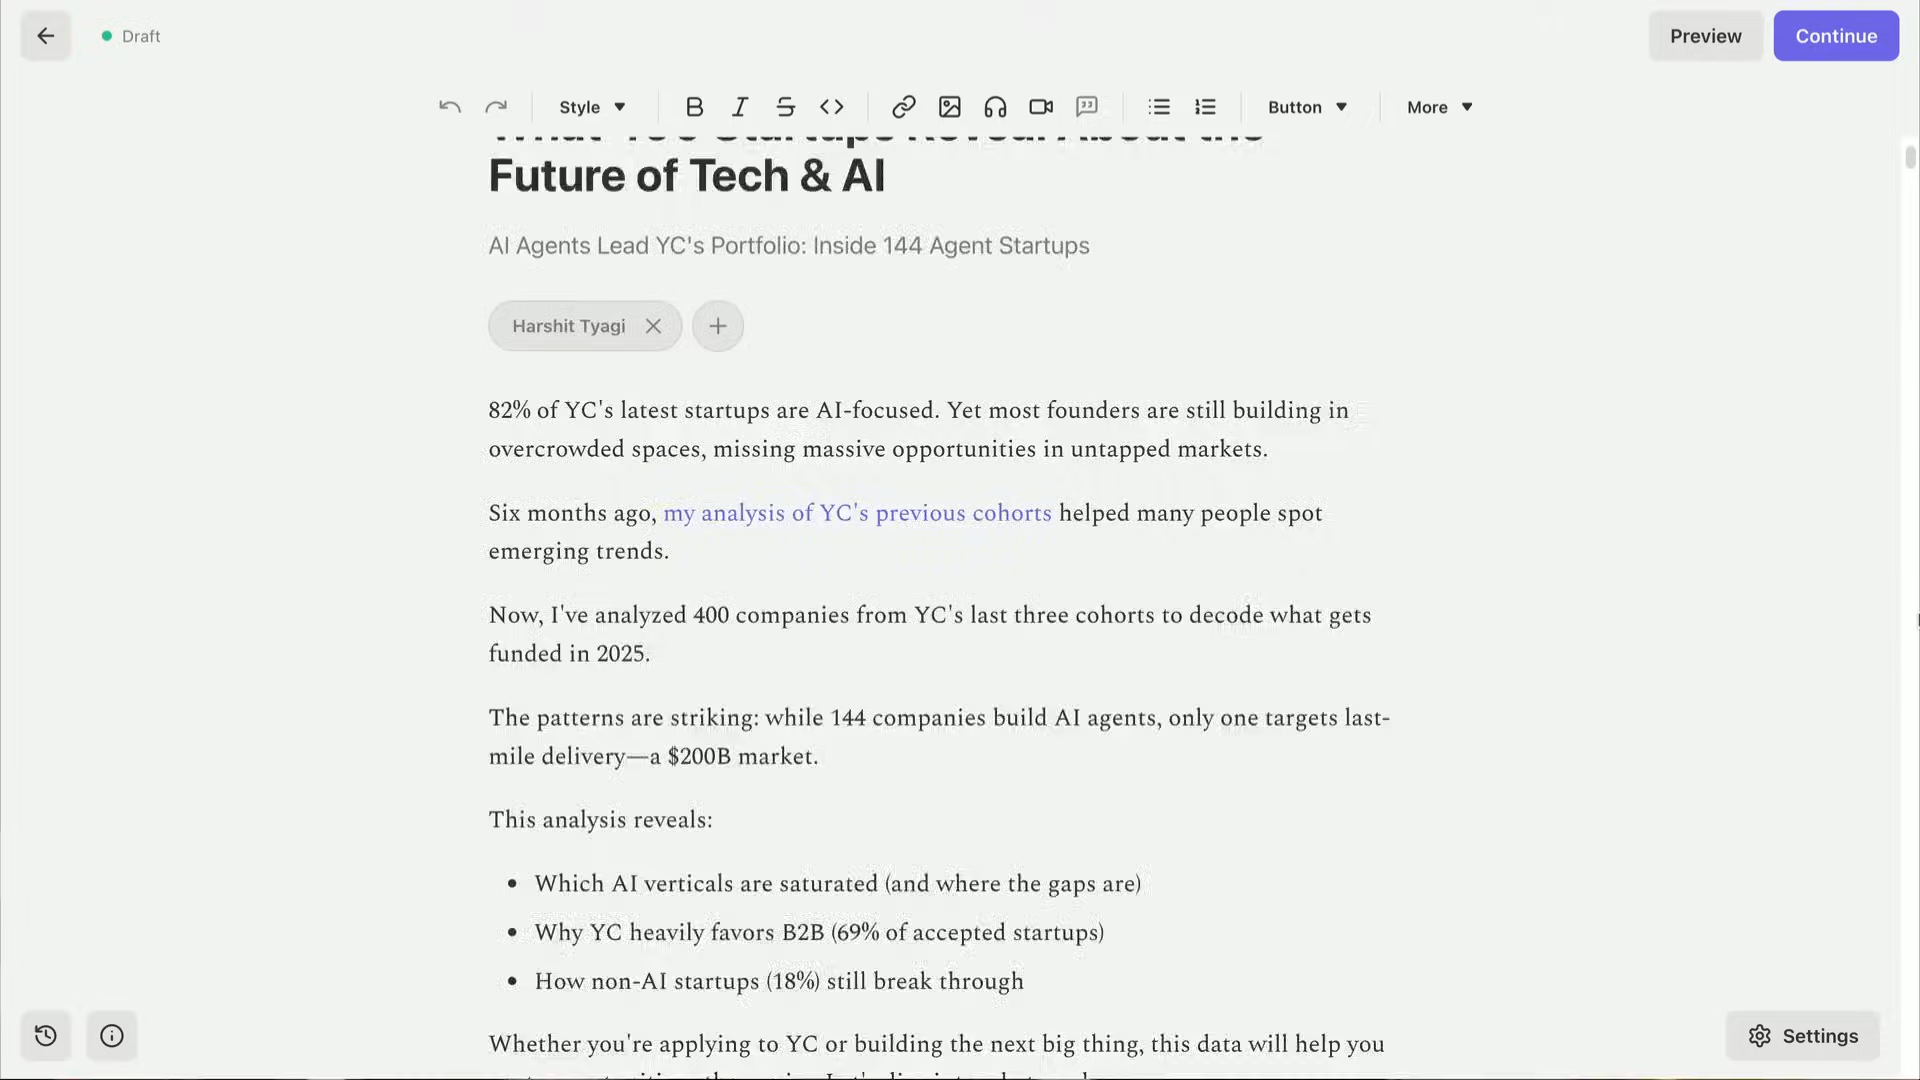 Draft
Preview
Continue
Style
Button
More
What YC's Startups Reveal About the
Future of Tech & AI
AI Agents Lead YC's Portfolio: Inside 144 Agent Startups
Harshit Tyagi
82% of YC's latest startups are AI-focused. Yet most founders are still building in
overcrowded spaces, missing massive opportunities in untapped markets.
Six months ago, my analysis of YC's previous cohorts helped many people spot
emerging trends.
Now, I've analyzed 400 companies from YC's last three cohorts to decode what gets
funded in 2025.
The patterns are striking: while 144 companies build AI agents, only one targets last-
mile delivery—a $200B market.
This analysis reveals:
• Which AI verticals are saturated (and where the gaps are)
• Why YC heavily favors B2B (69% of accepted startups)
• How non-AI startups (18%) still break through
Whether you're applying to YC or building the next big thing, this data will help you
Settings